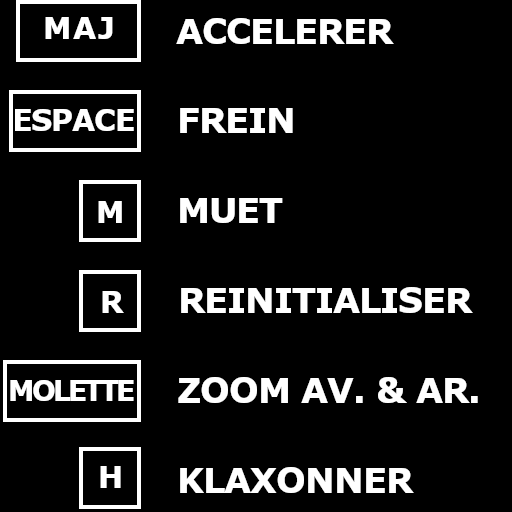 MAJ ACCELERER
ESPACE FREIN
M MUET
R REINITIALISER
MOLETTE ZOOM AV. & AR.
H KLAXONNER